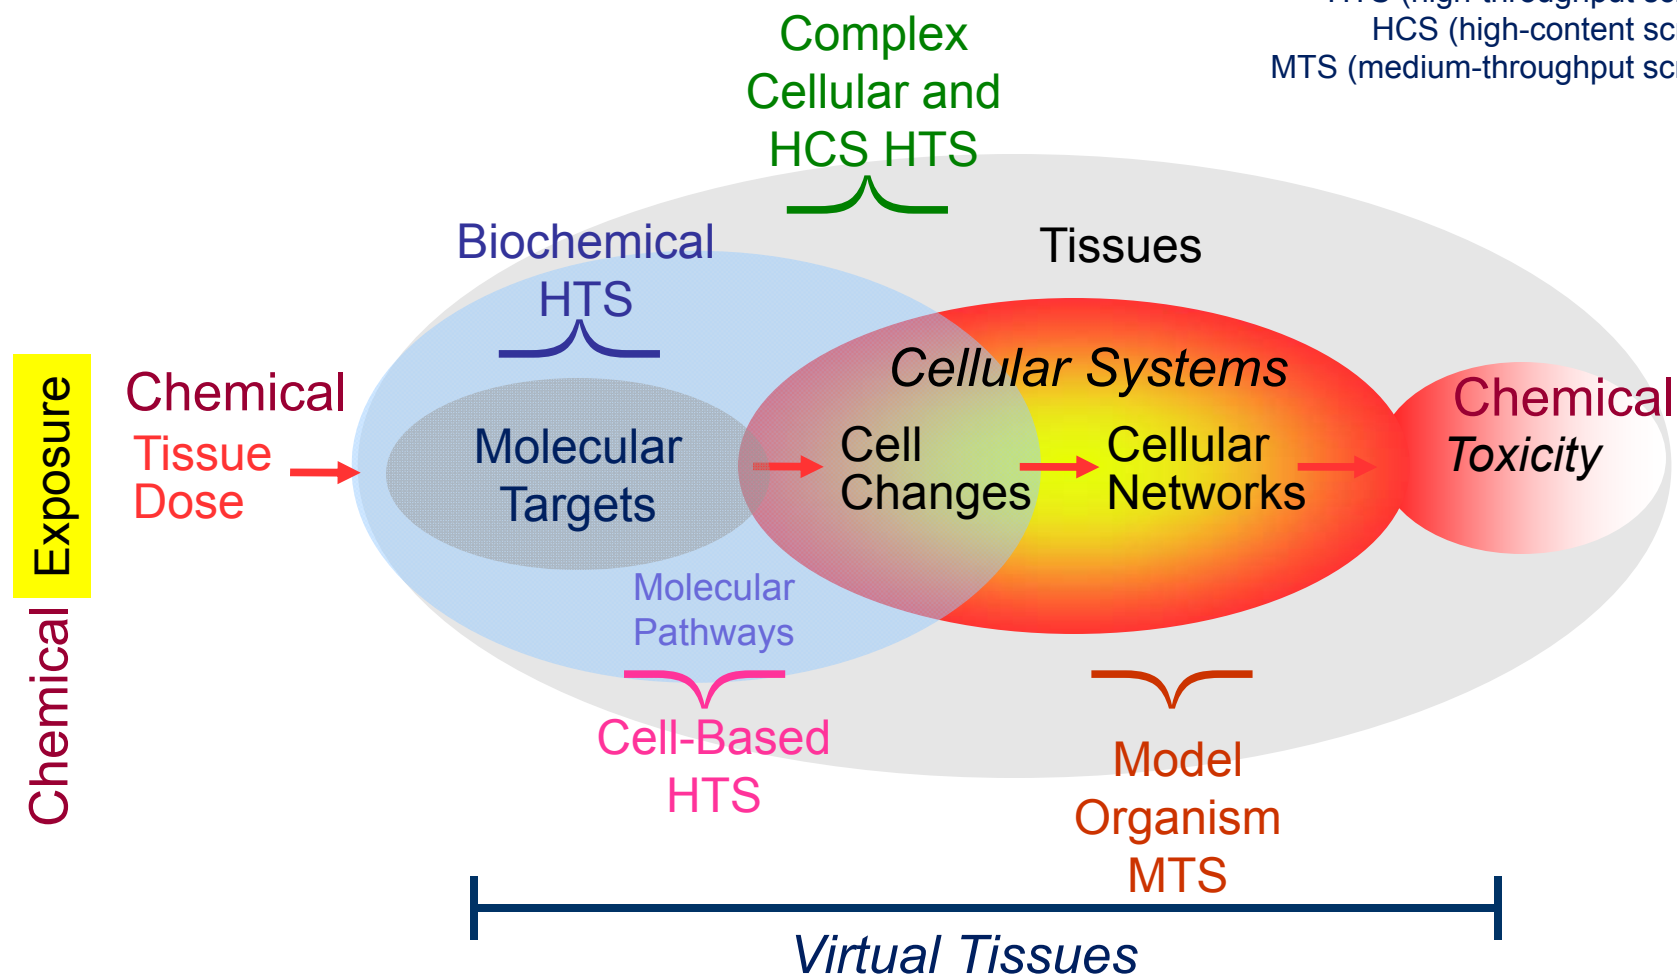 HCS (high-content
MTS (medium-throughput
Complex
Cellular and
HCS HTS
Biochemical
HTS
Tissues
Chemical Exposure
Chemical
Tissue
Dose
Molecular
Targets
Cellular Systems
Cell
Changes
Cellular
Networks
Chemical
Toxicity
Molecular
Pathways
Cell-Based
HTS
Model
Organism
MTS
Virtual Tissues